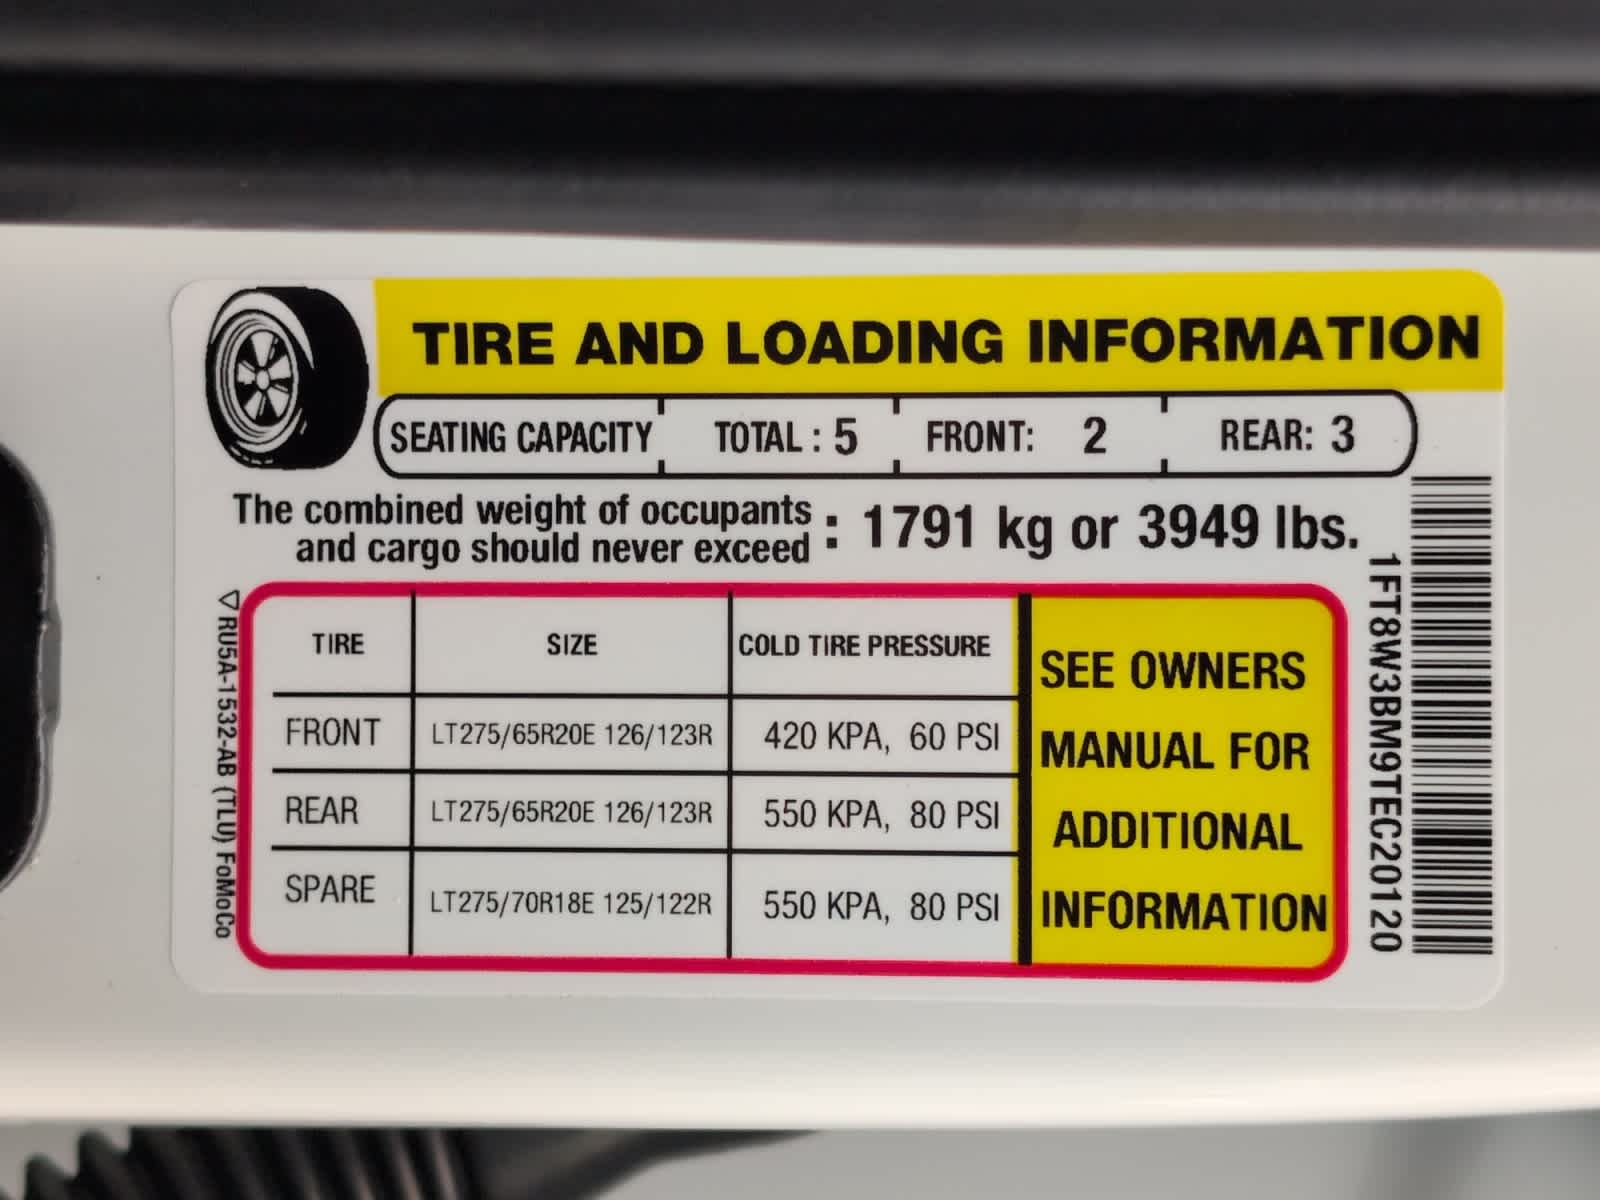 TIRE AND LOADING INFORMATION
SEATING CAPACITY TOTAL : 5 FRONT: 2 REAR: 3
The combined weight of occupants
and cargo should never exceed : 1791 kg or 3949 lbs.
TIRE SIZE COLD TIRE PRESSURE
FRONT LT275/65R20E 126/123R 420 KPA, 60 PSI
REAR LT275/65R20E 126/123R 550 KPA, 80 PSI
SPARE LT275/70R18E 125/122R 550 KPA, 80 PSI
SEE OWNERS
MANUAL FOR
ADDITIONAL
INFORMATION
RU5A-1532-AB (TLU) FoMoCo
1FT8W3BM9TEC20120